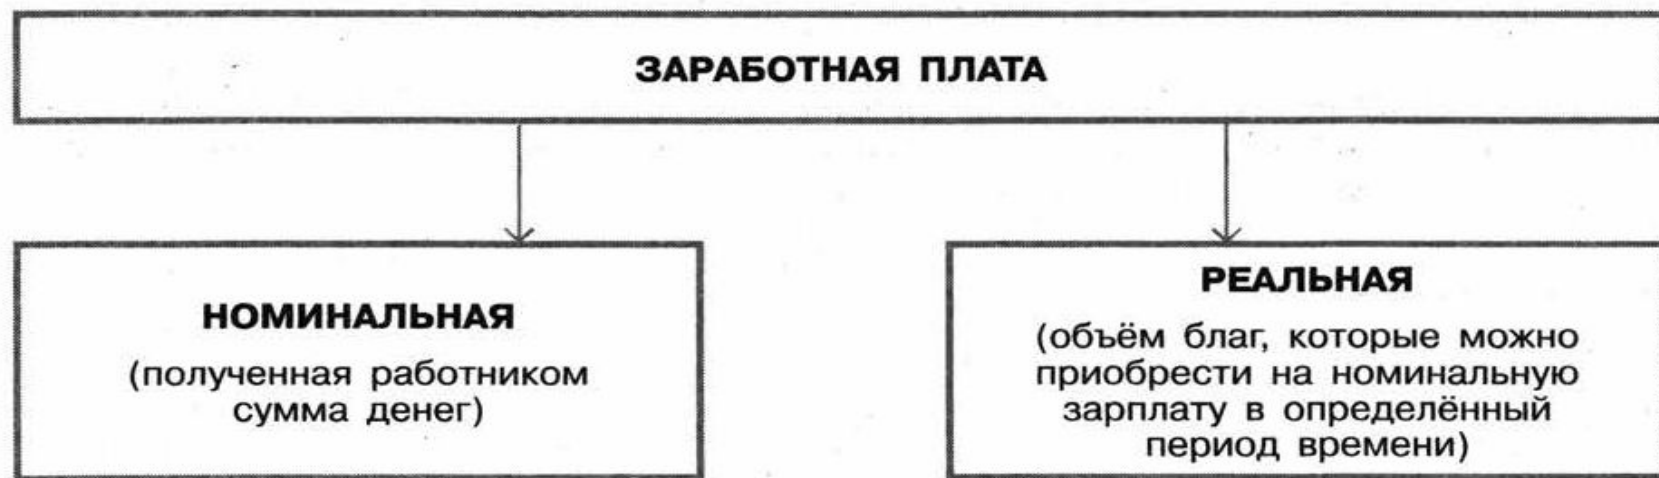 ЗАРАБОТНАЯ ПЛАТА
НОМИНАЛЬНАЯ
(полученная работником
сумма денег)
РЕАЛЬНАЯ
(объём благ, которые можно
приобрести на номинальную
зарплату в определённый
период времени)